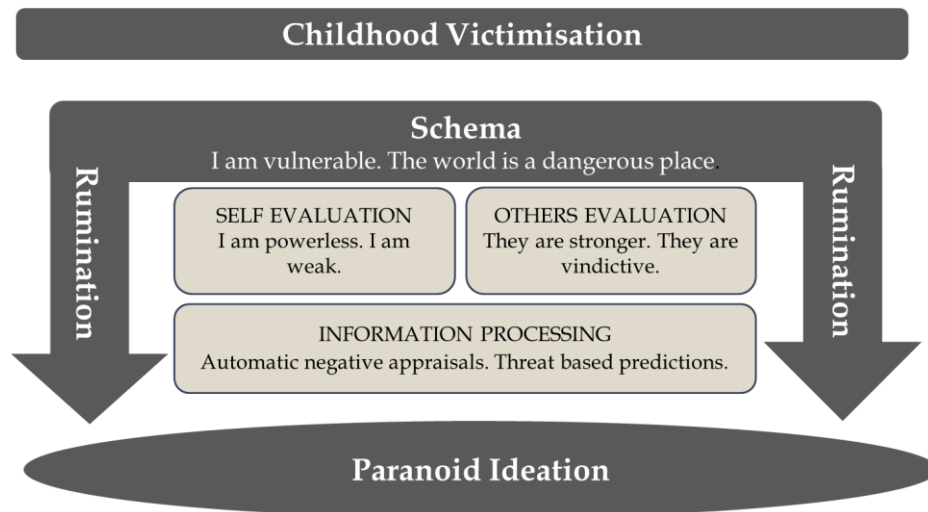 Childhood Victimisation
Schema
I am vulnerable. The world is a dangerous place.
Rumination
SELF EVALUATION
I am powerless. I am
weak.
OTHERS EVALUATION
They are stronger. They are
vindictive.
Rumination
INFORMATION PROCESSING
Automatic negative appraisals. Threat based predictions.
Paranoid Ideation